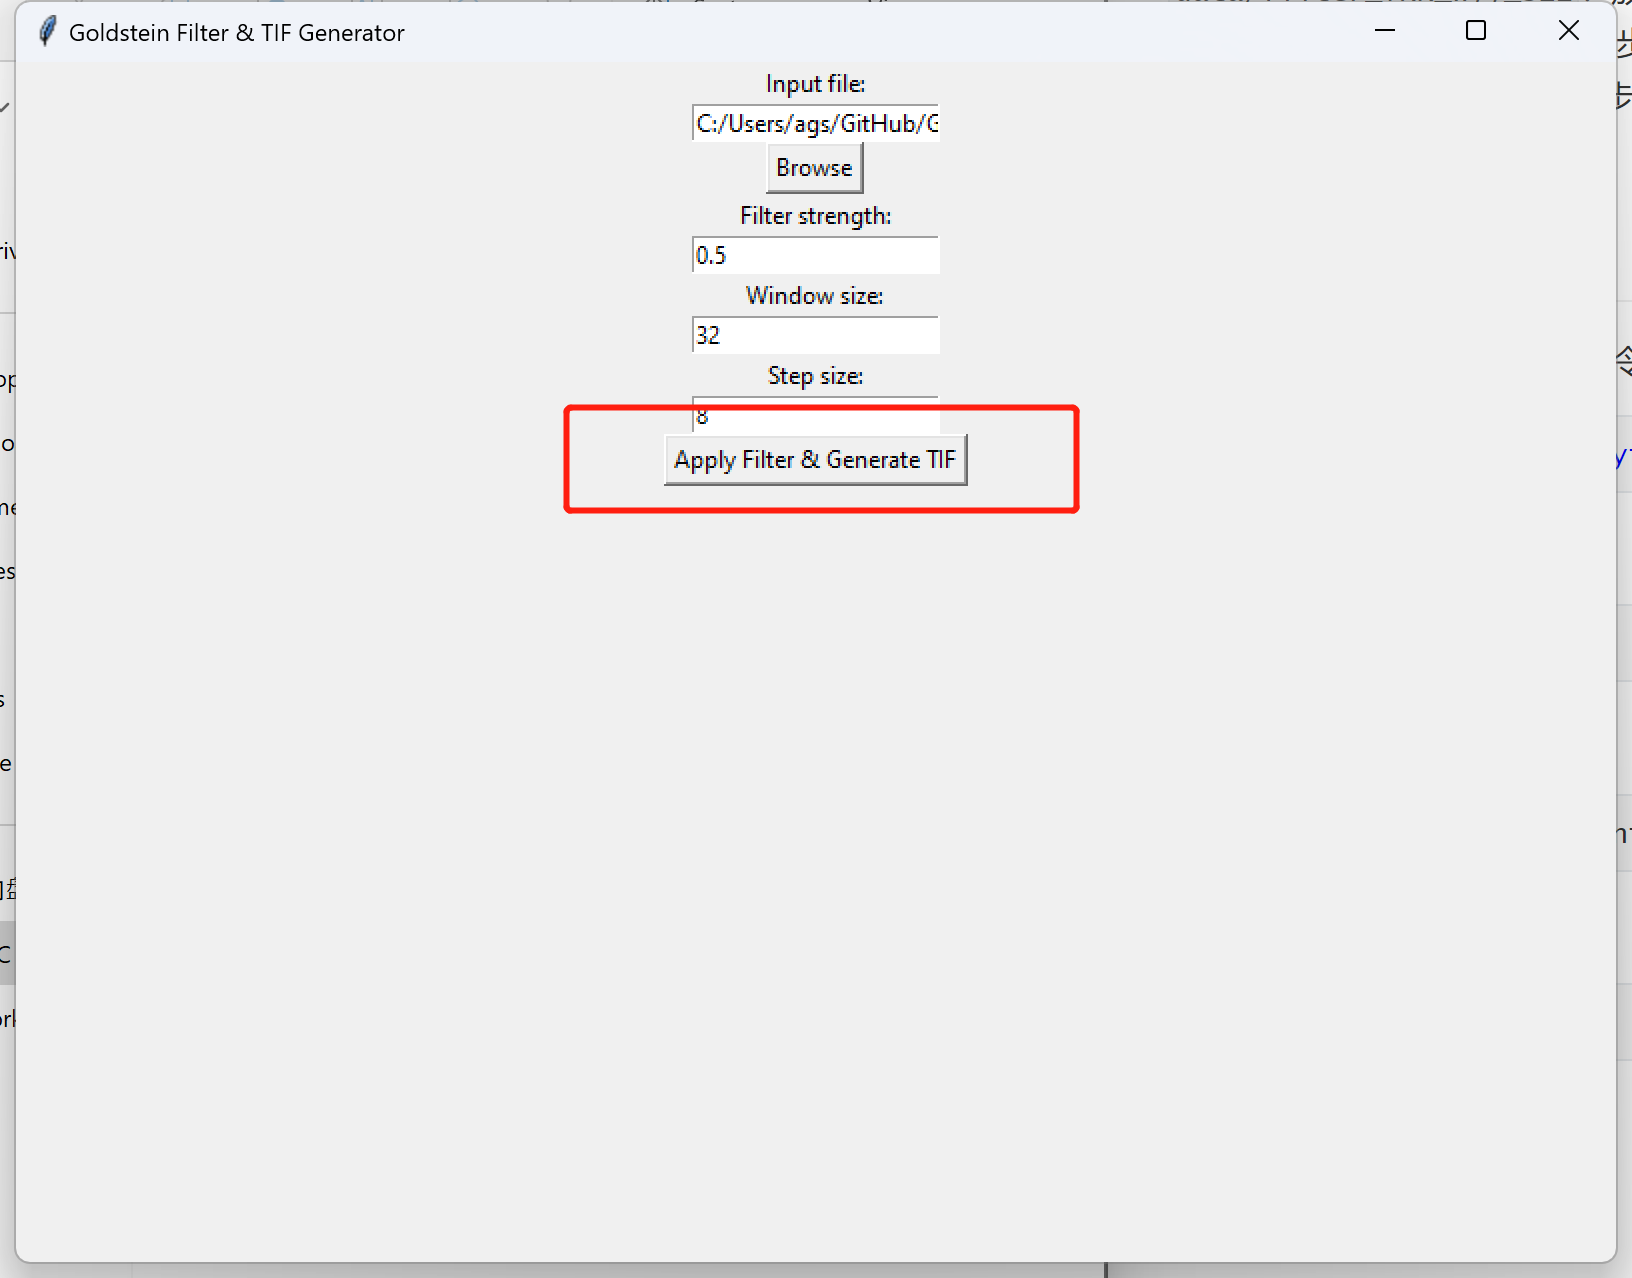 Goldstein Filter & TIF Generator
Input file:
C:/Users/ags/GitHub/G
Browse
Filter strength:
0.5
Window size:
32
Step size:
8
Apply Filter & Generate TIF